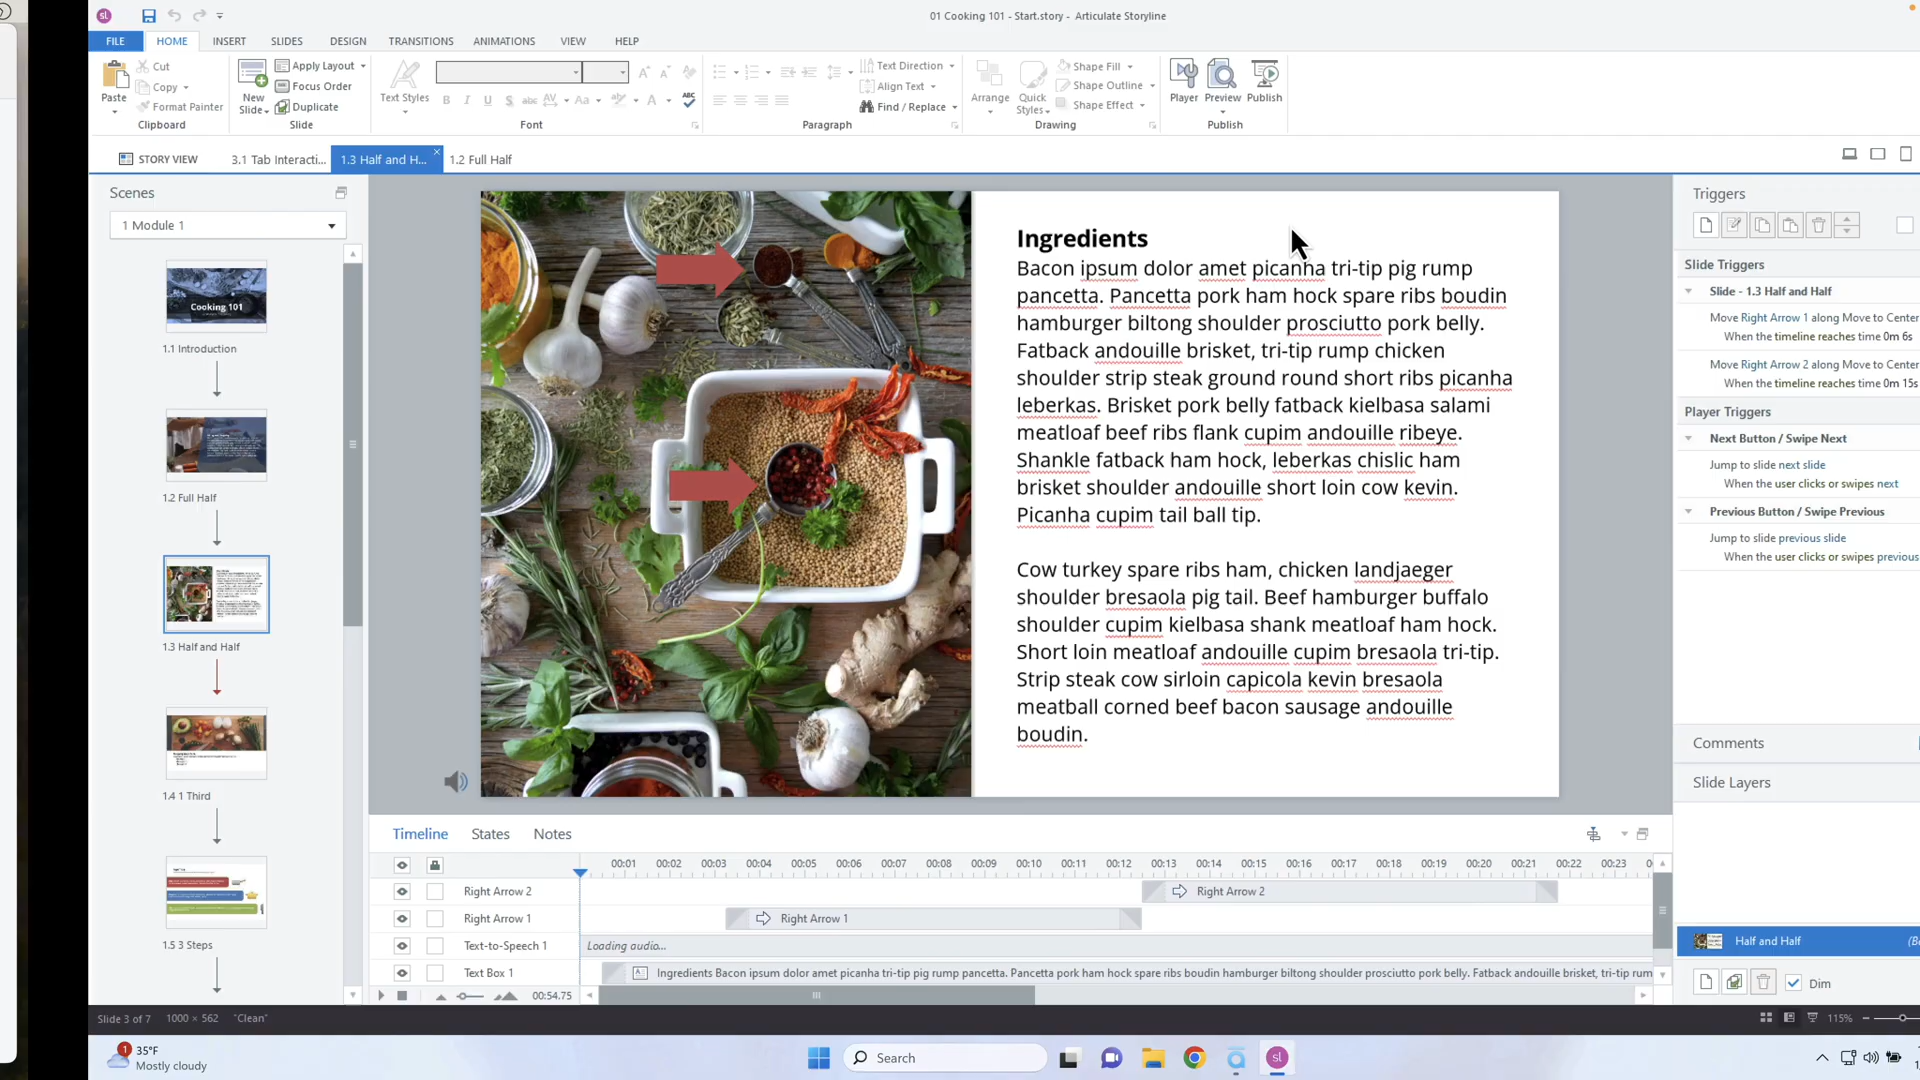 sl
01 Cooking 101 - Start.story - Articulate Storyline
FILE HOME INSERT SLIDES DESIGN TRANSITIONS ANIMATIONS VIEW HELP
Paste
Cut
Copy
Format Painter
Clipboard
New Slide
Apply Layout
Focus Order
Duplicate
Slide
Text Styles
B I U S abc AV Aa A
ABC
Font
Text Direction
Align Text
Find / Replace
Paragraph
Arrange
Quick Styles
Shape Fill
Shape Outline
Shape Effect
Drawing
Player
Preview
Publish
Publish
STORY VIEW
3.1 Tab Interacti...
1.3 Half and H...
1.2 Full Half
Scenes
1 Module 1
Cooking 101
1.1 Introduction
1.2 Full Half
1.3 Half and Half
1.4 1 Third
1.5 3 Steps
Ingredients
Bacon ipsum dolor amet picanha tri-tip pig rump
pancetta. Pancetta pork ham hock spare ribs boudin
hamburger biltong shoulder prosciutto pork belly.
Fatback andouille brisket, tri-tip rump chicken
shoulder strip steak ground round short ribs picanha
leberkas. Brisket pork belly fatback kielbasa salami
meatloaf beef ribs flank cupim andouille ribeye.
Shankle fatback ham hock, leberkas chislic ham
brisket shoulder andouille short loin cow kevin.
Picanha cupim tail ball tip.
Cow turkey spare ribs ham, chicken landjaeger
shoulder bresaola pig tail. Beef hamburger buffalo
shoulder cupim kielbasa shank meatloaf ham hock.
Short loin meatloaf andouille cupim bresaola tri-tip.
Strip steak cow sirloin capicola kevin bresaola
meatball corned beef bacon sausage andouille
boudin.
Triggers
Slide Triggers
Slide - 1.3 Half and Half
Move Right Arrow 1 along Move to Center
When the timeline reaches time 0m 6s
Move Right Arrow 2 along Move to Center
When the timeline reaches time 0m 15s
Player Triggers
Next Button / Swipe Next
Jump to slide next slide
When the user clicks or swipes next
Previous Button / Swipe Previous
Jump to slide previous slide
When the user clicks or swipes previous
Comments
Slide Layers
Half and Half
Dim
Timeline States Notes
00:01 00:02 00:03 00:04 00:05 00:06 00:07 00:08 00:09 00:10 00:11 00:12 00:13 00:14 00:15 00:16 00:17 00:18 00:19 00:20 00:21 00:22 00:23
Right Arrow 2 Right Arrow 2
Right Arrow 1 Right Arrow 1
Text-to-Speech 1 Loading audio...
Text Box 1 Ingredients Bacon ipsum dolor amet picanha tri-tip pig rump pancetta. Pancetta pork ham hock spare ribs boudin hamburger biltong shoulder prosciutto pork belly. Fatback andouille brisket, tri-tip rum
00:54.75
Slide 3 of 7 1000 × 562 "Clean"
115%
1
35°F
Mostly cloudy
Search
sl